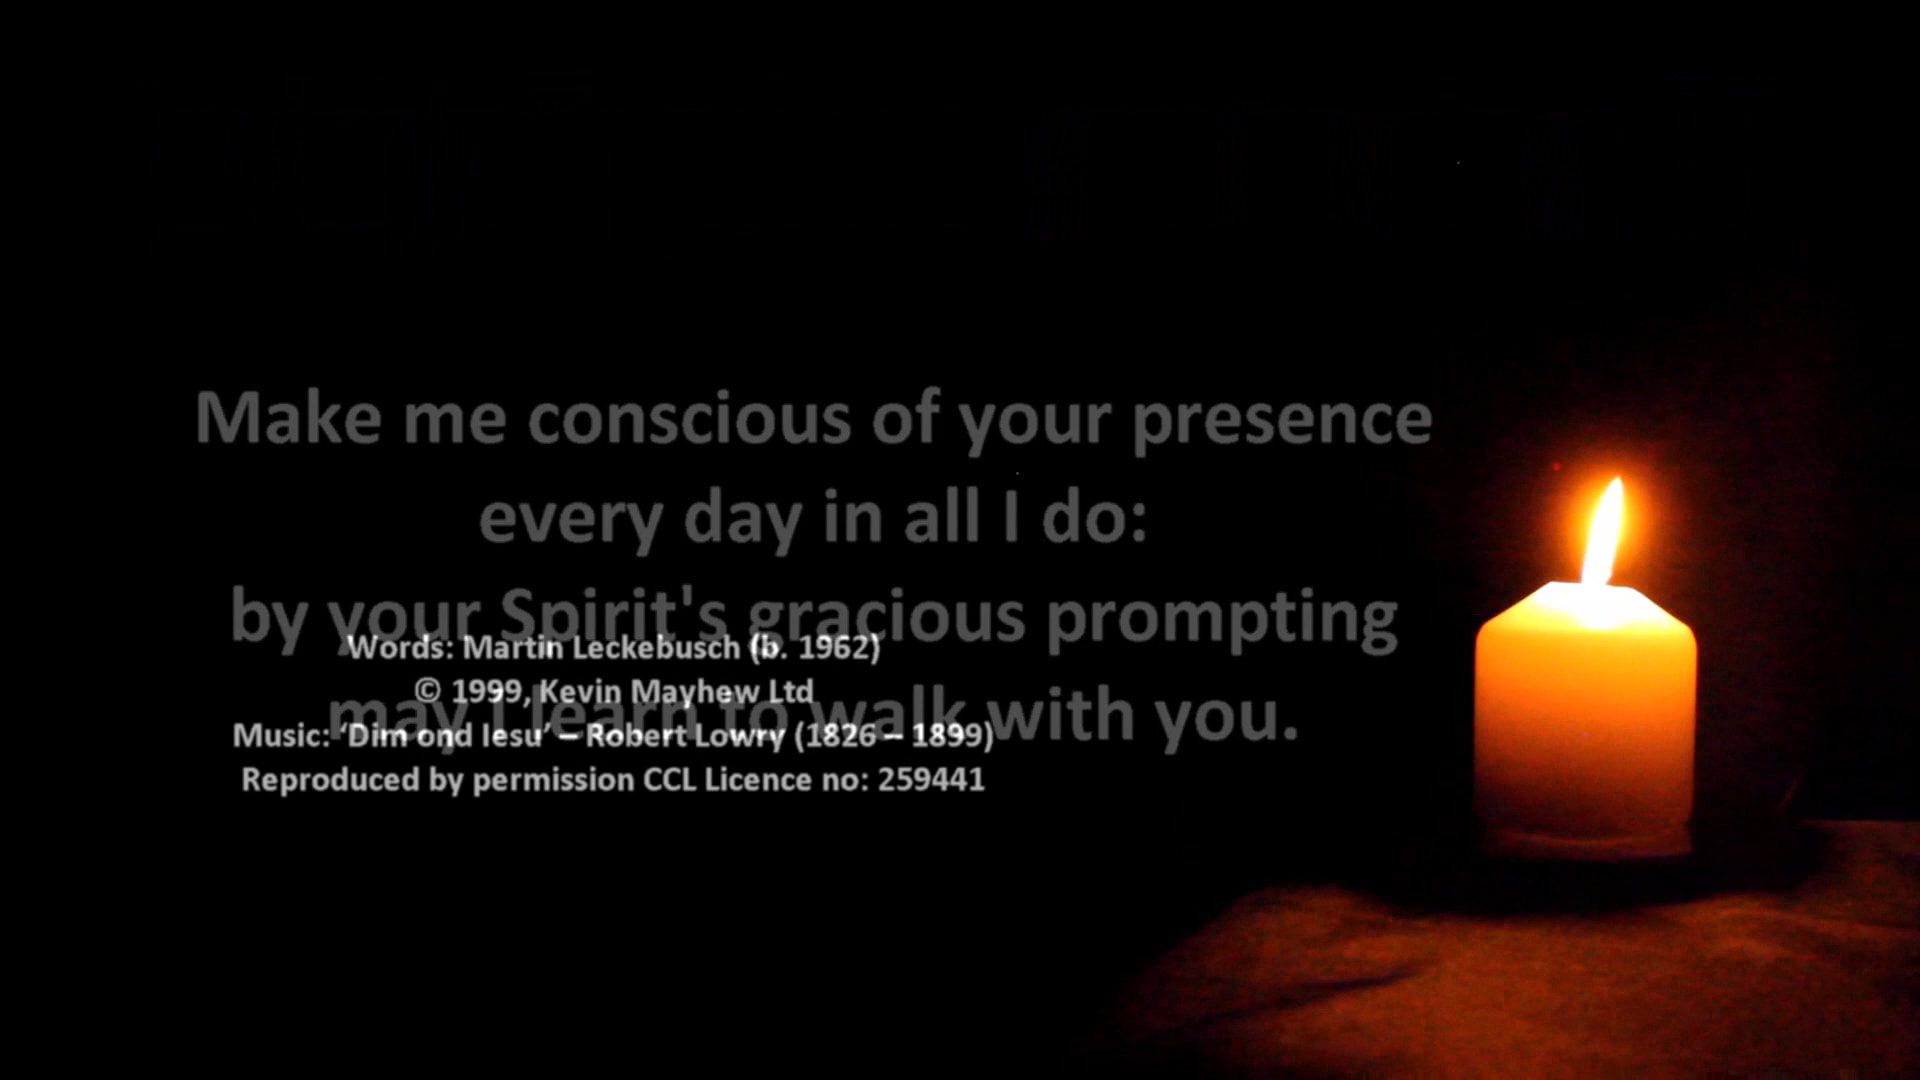 Make me conscious of your presence
every day in all I do:
by your Spirit's gracious prompting
may I learn to walk with you.
Words: Martin Leckebusch (b. 1962)
© 1999, Kevin Mayhew Ltd
Music: ‘Dim ond Iesu’ – Robert Lowry (1826 – 1899)
Reproduced by permission CCL Licence no: 259441